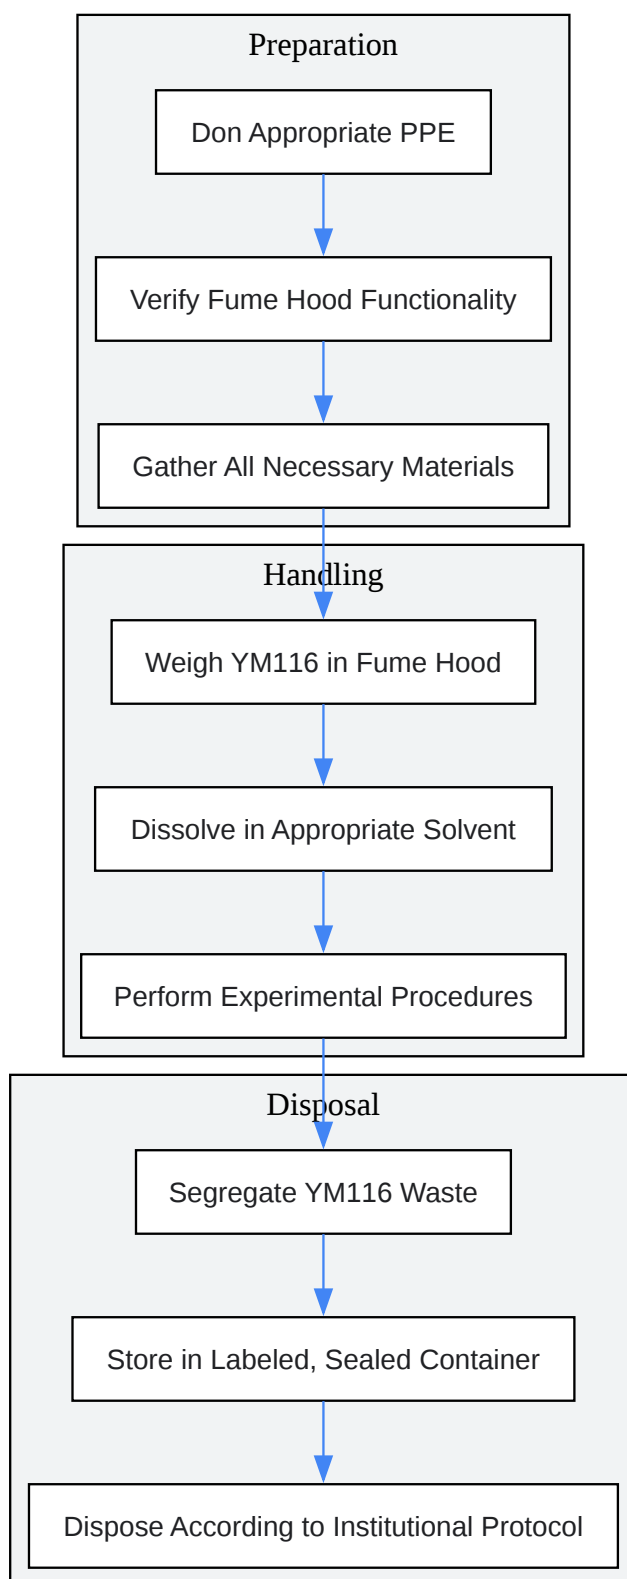 Preparation
Don Appropriate PPE
Verify Fume Hood Functionality
Gather All Necessary Materials
Handling
Weigh YM116 in Fume Hood
Dissolve in Appropriate Solvent
Perform Experimental Procedures
Disposal
Segregate YM116 Waste
Store in Labeled, Sealed Container
Dispose According to Institutional Protocol